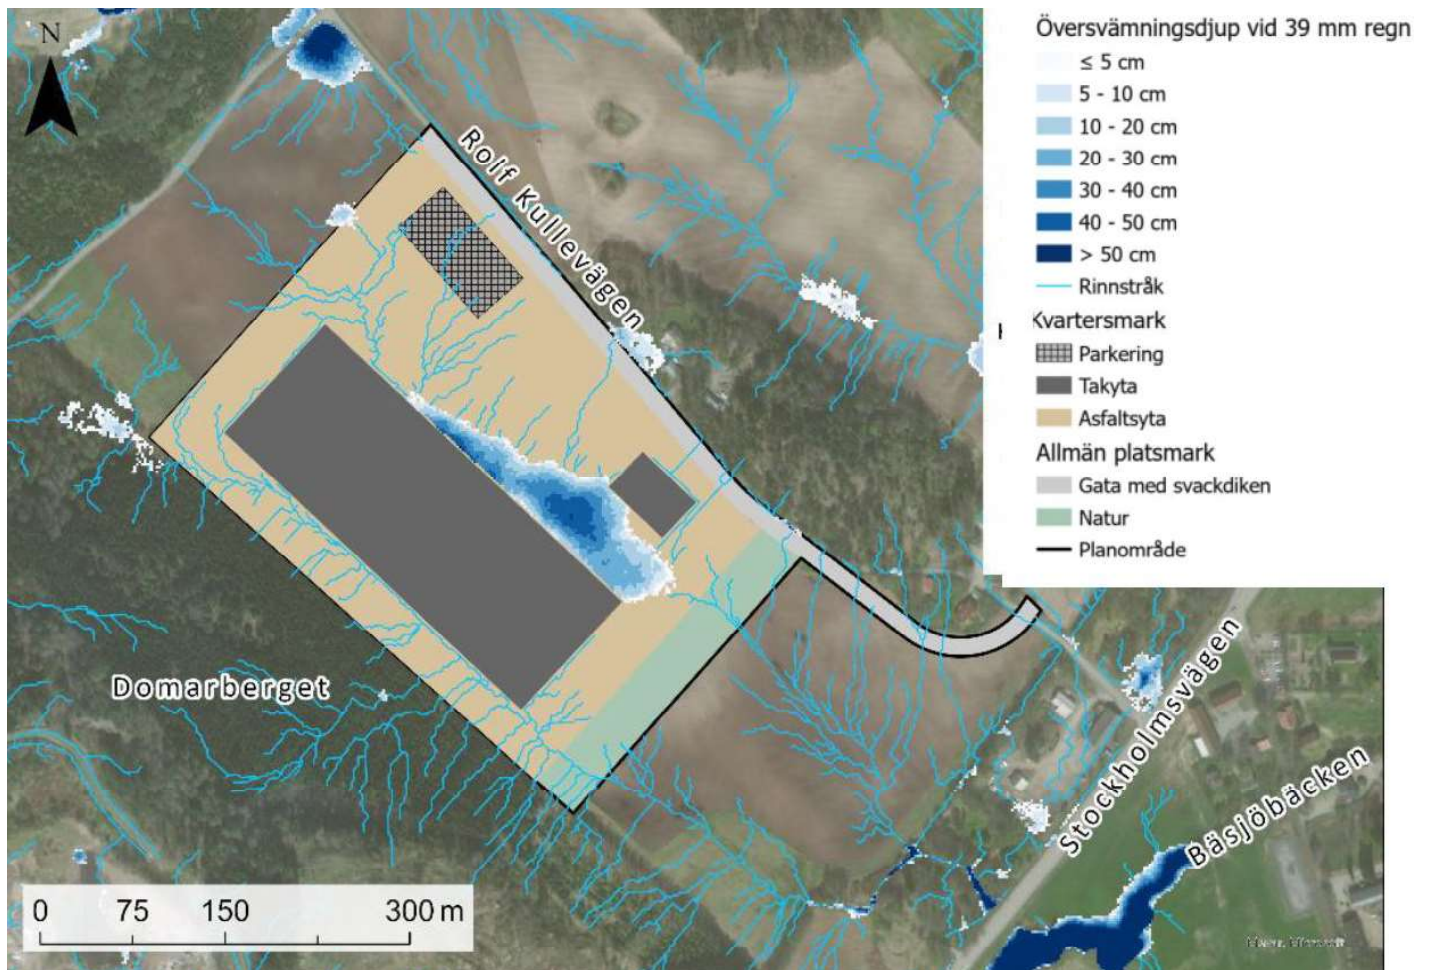 N
Rolf Kullevägen
Domarberget
Stockholmsvägen
Bäsjöbäcken
0 75 150 300 m
Översvämningsdjup vid 39 mm regn
≤ 5 cm
5 - 10 cm
10 - 20 cm
20 - 30 cm
30 - 40 cm
40 - 50 cm
> 50 cm
Rinnstråk
Kvartersmark
Parkering
Takyta
Asfaltsyta
Allmän platsmark
Gata med svackdiken
Natur
Planområde